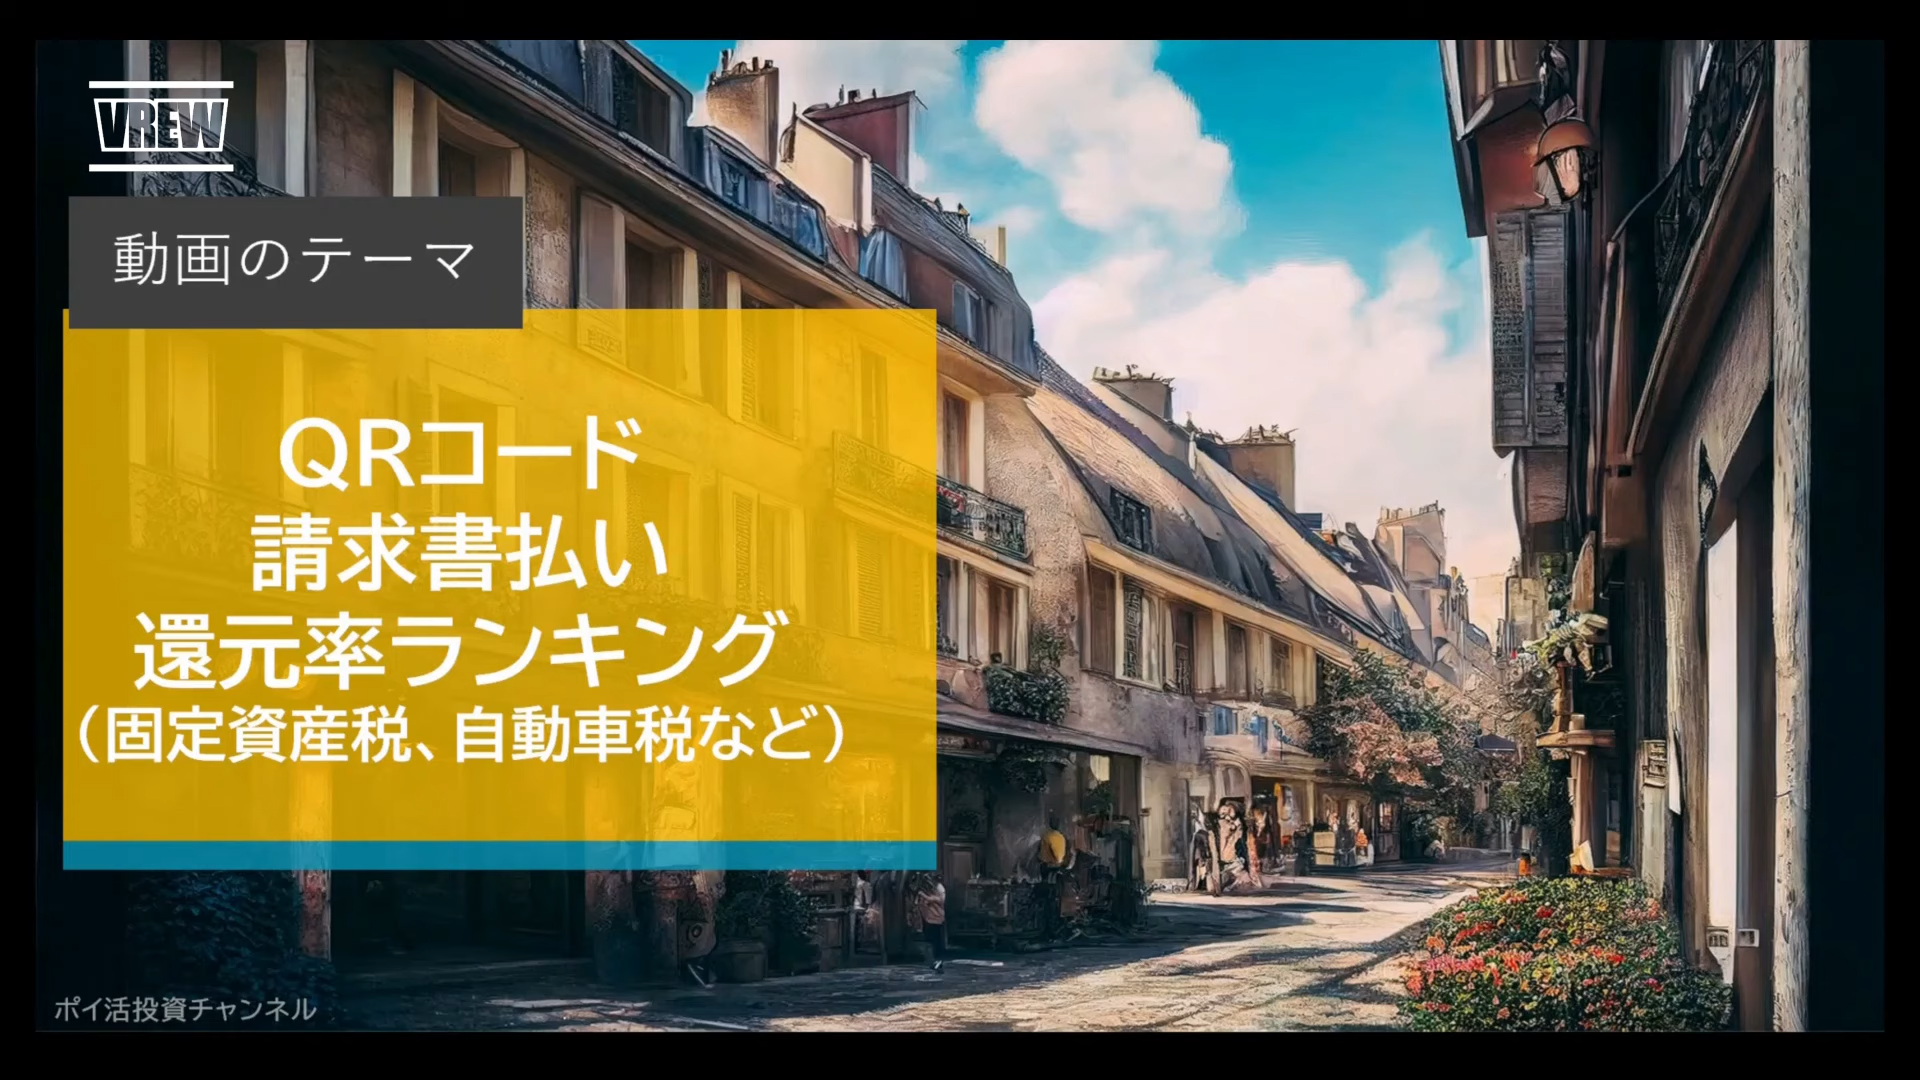 VREW
動画のテーマ
QRコード
請求書払い
還元率ランキング
（固定資産税、自動車税など）
ポイ活投資チャンネル